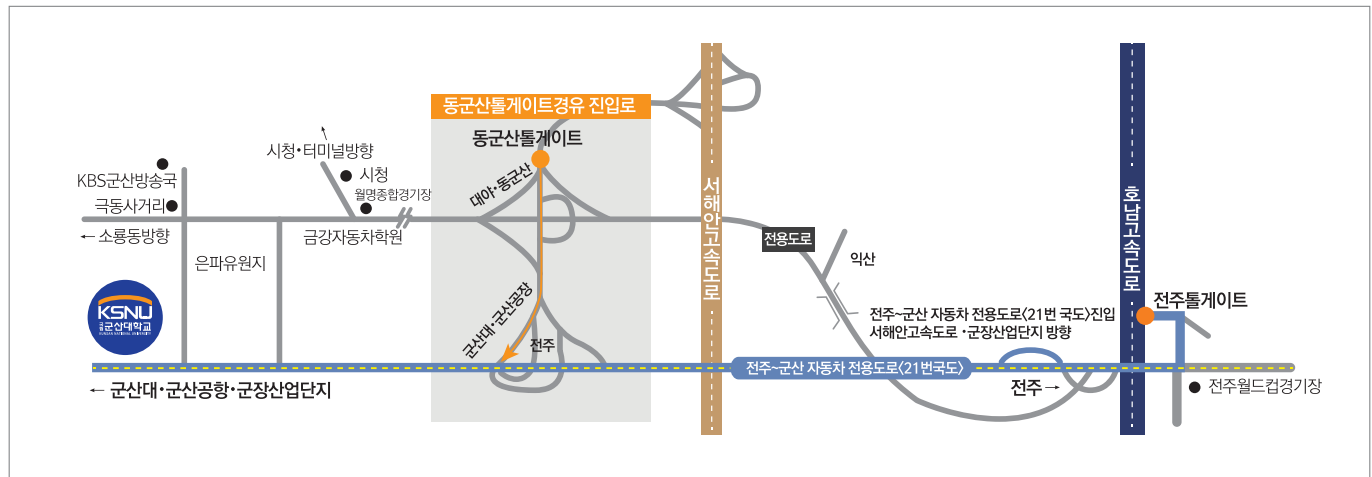 동군산톨게이트경유 진입로
동군산톨게이트
시청·터미널방향
시청
월명종합경기장
KBS군산방송국
극동사거리
← 소룡동방향
금강자동차학원
은파유원지
대야·동군산
군산대·군산공장
전주
서해안고속도로
호남고속도로
전용도로
익산
전주톨게이트
전주~군산 자동차 전용도로〈21번 국도〉진입
서해안고속도로 ·군장산업단지 방향
KSNU
군산대학교
KUNSAN NATIONAL UNIVERSITY
전주~군산 자동차 전용도로〈21번국도〉
전주→
전주월드컵경기장
← 군산대·군산공항·군장산업단지